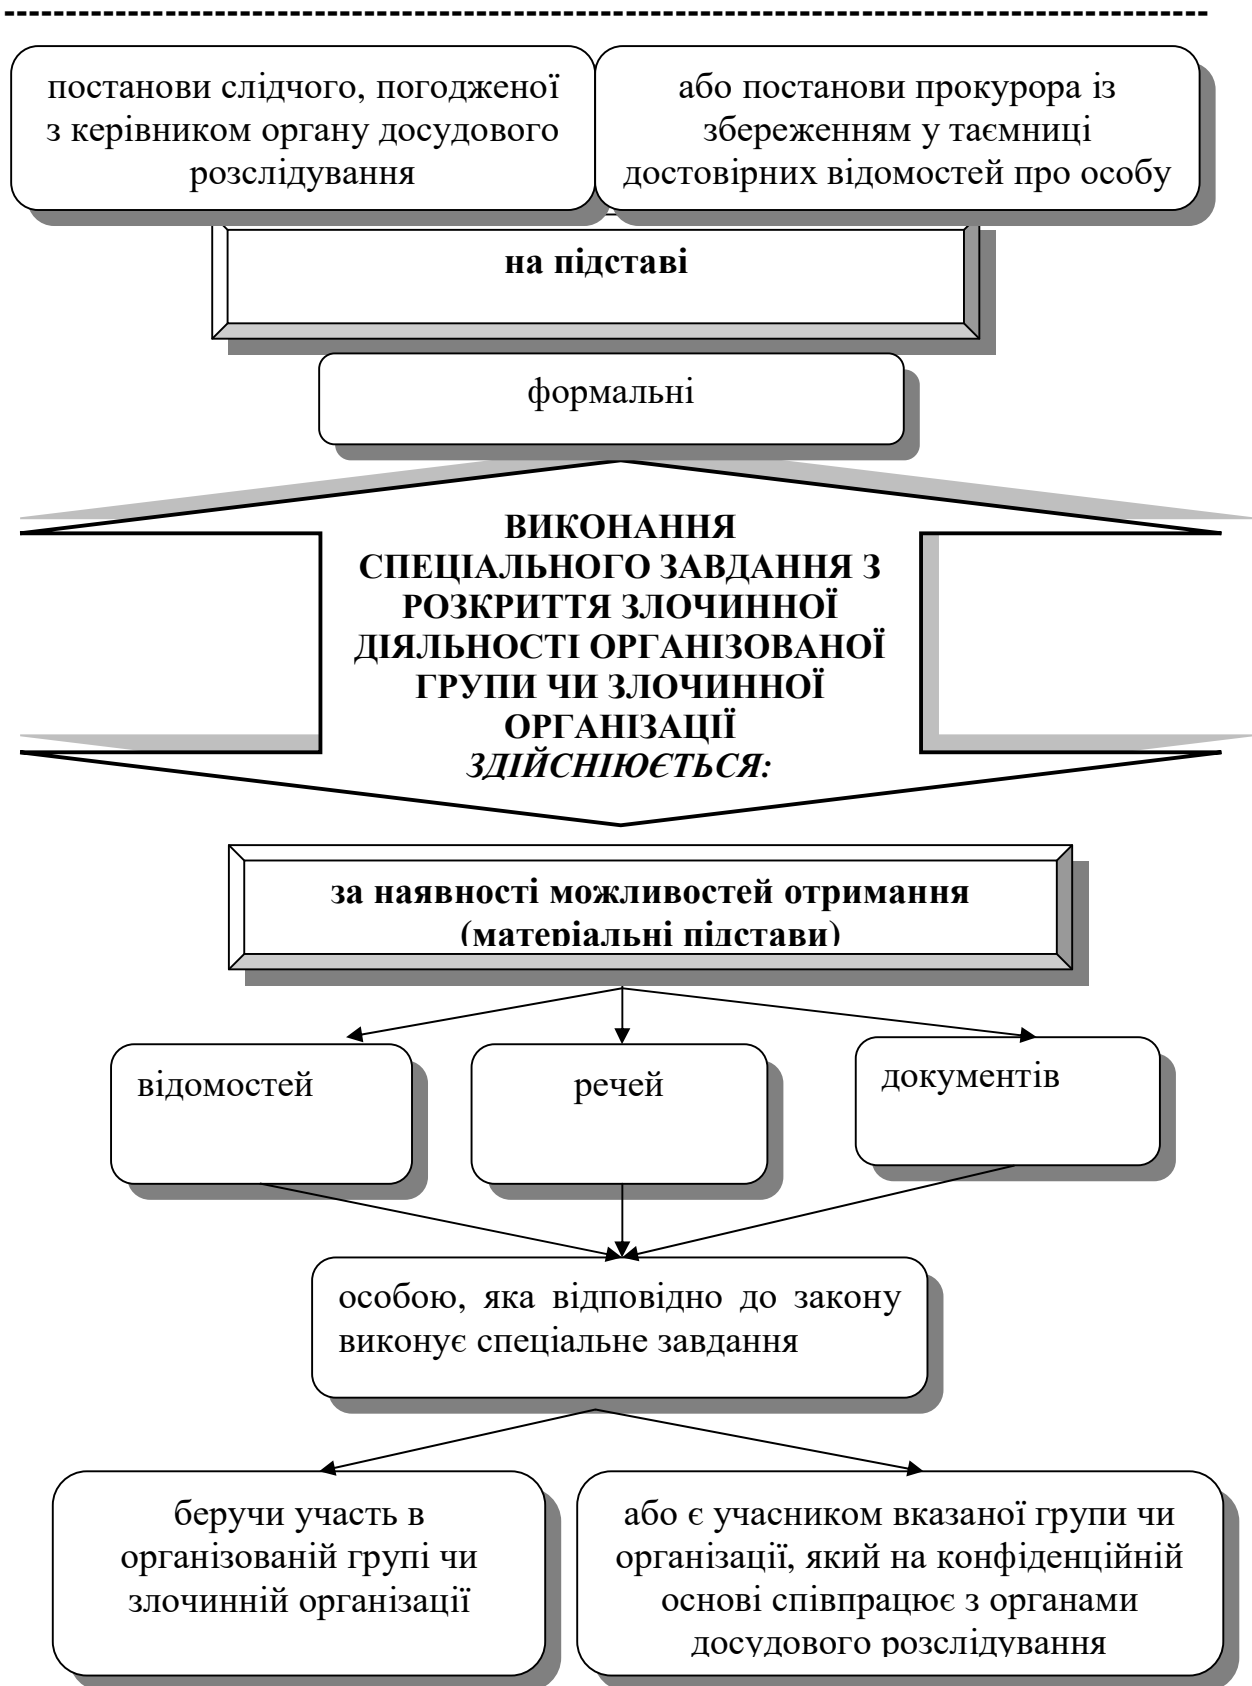 постанови слідчого, погодженої
з керівником органу досудового
розслідування
або постанови прокурора із
збереженням у таємниці
достовірних відомостей про особу
на підставі
формальні
ВИКОНАННЯ
СПЕЦІАЛЬНОГО ЗАВДАННЯ З
РОЗКРИТТЯ ЗЛОЧИННОЇ
ДІЯЛЬНОСТІ ОРГАНІЗОВАНОЇ
ГРУПИ ЧИ ЗЛОЧИННОЇ
ОРГАНІЗАЦІЇ
ЗДІЙСНІЮЄТЬСЯ:
за наявності можливостей отримання
(матеріальні підстави)
відомостей
речей
документів
особою, яка відповідно до закону
виконує спеціальне завдання
беручи участь в
організованій групі чи
злочинній організації
або є учасником вказаної групи чи
організації, який на конфіденційній
основі співпрацює з органами
досудового розслідування